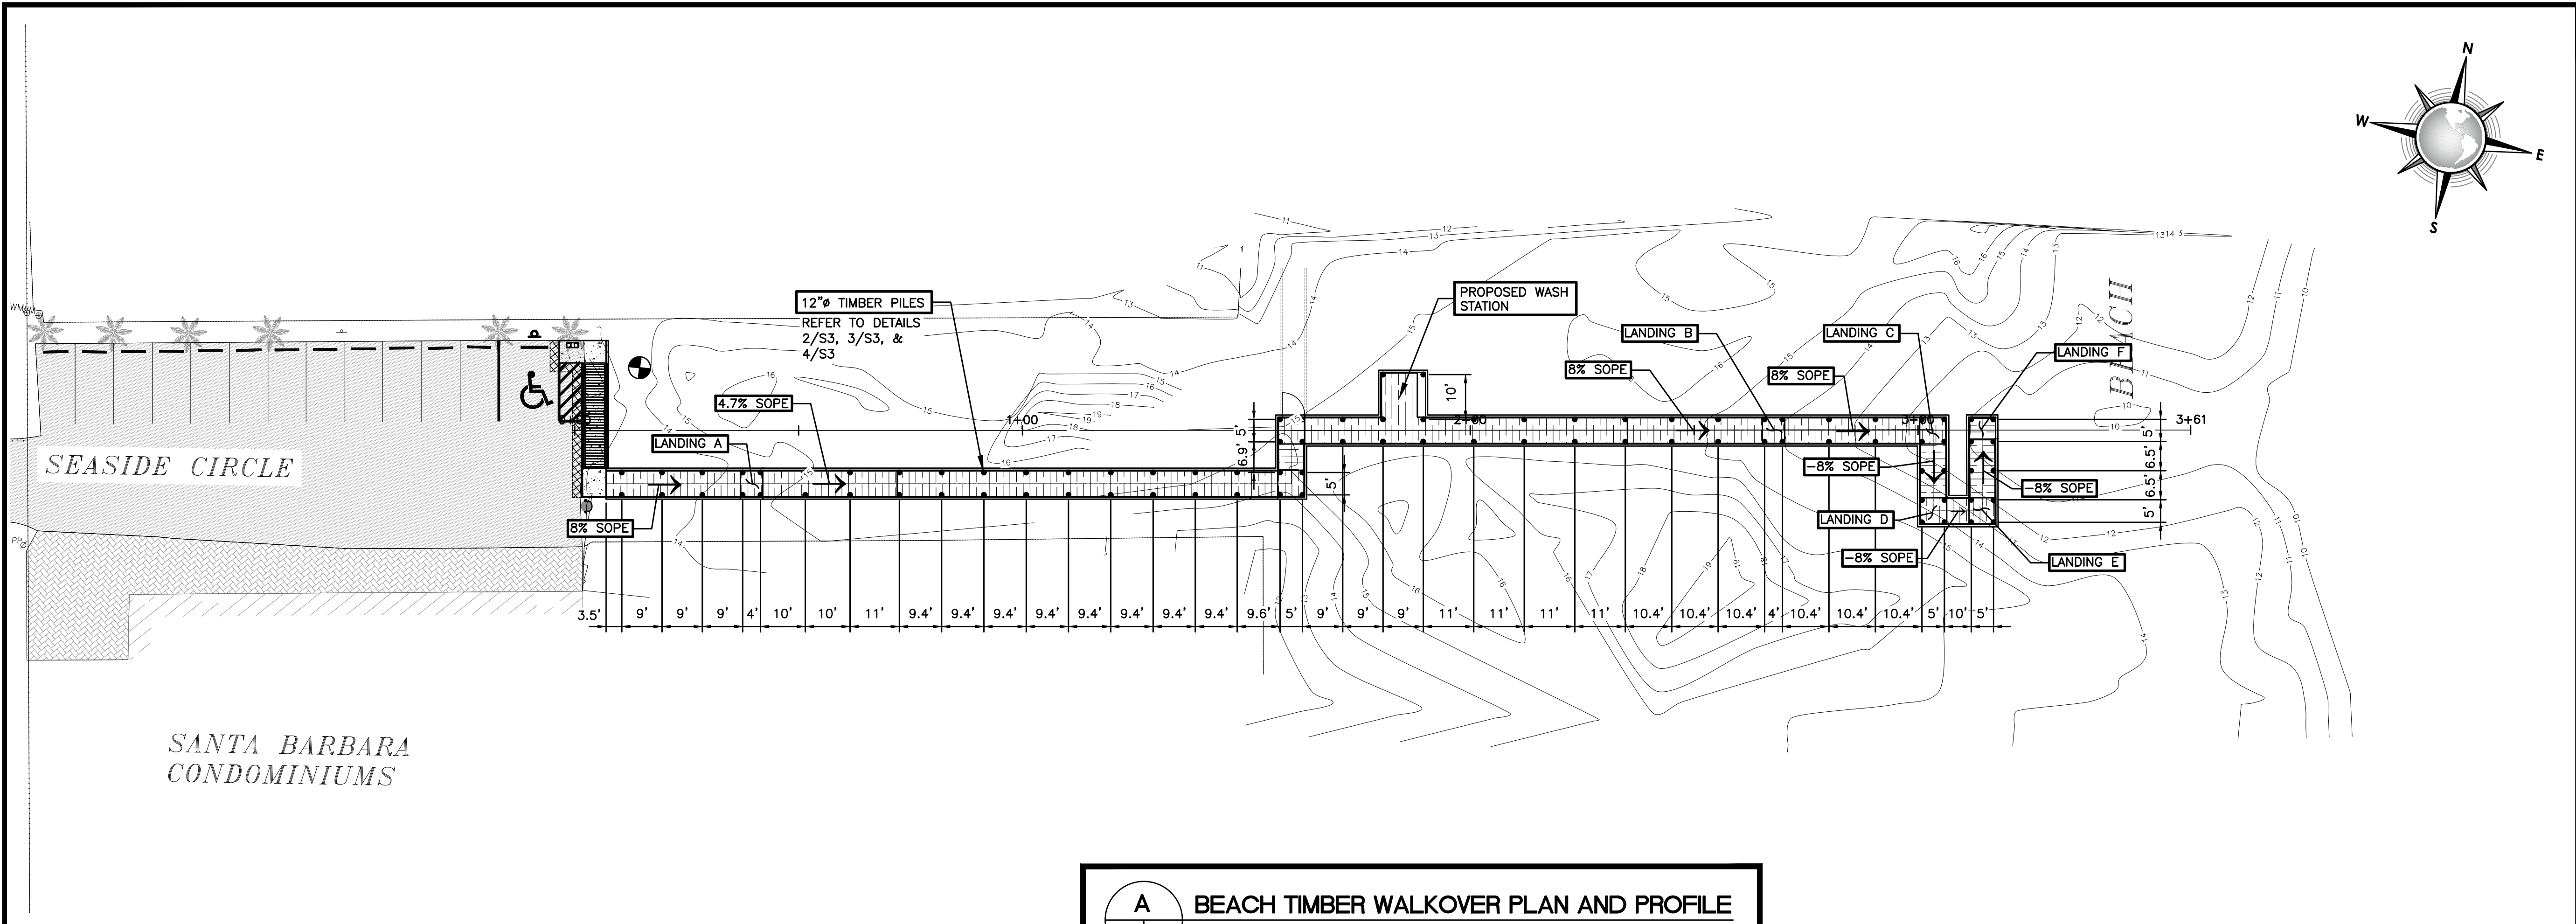 N
W
E
S
WM
12"ø TIMBER PILES
REFER TO DETAILS
2/S3, 3/S3, &
4/S3
PROPOSED WASH
STATION
LANDING B
LANDING C
LANDING F
8% SOPE
8% SOPE
4.7% SOPE
LANDING A
10'
1+00
2+00
3+00
3+61
5'
6.9'
5'
5'
6.5'
6.5'
5'
-8% SOPE
-8% SOPE
LANDING D
-8% SOPE
LANDING E
8% SOPE
SEASIDE CIRCLE
PP
3.5' 9' 9' 9' 4' 10' 10' 11' 9.4' 9.4' 9.4' 9.4' 9.4' 9.4' 9.4' 9.4' 9.6' 5' 9' 9' 9' 11' 11' 11' 11' 10.4' 10.4' 10.4' 4' 10.4' 10.4' 10.4' 5' 10' 5'
SANTA BARBARA
CONDOMINIUMS
A
BEACH TIMBER WALKOVER PLAN AND PROFILE